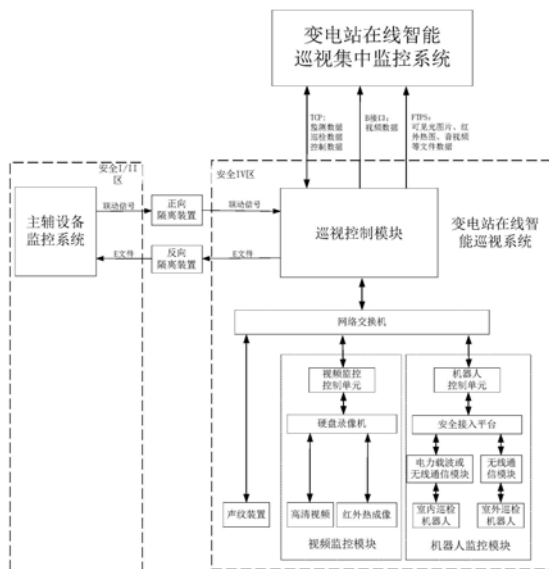 变电站在线智能
巡视集中监控系统
TCP:
监测数据
巡检数据
控制数据
B接口:
视频数据
FTPS:
可见光图片、红
外热图、音视频
等文件数据
安全I/II
区
安全IV区
主辅设备
监控系统
联动信号
正向
隔离装置
联动信号
E文件
反向
隔离装置
E文件
巡视控制模块
变电站在线智
能巡视系统
网络交换机
视频监控
控制单元
机器人
控制单元
硬盘录像机
安全接入平台
电力载波或
无线通信模块
无线通
信模块
声纹装置
高清视频
红外热成像
室内巡检
机器人
室外巡检
机器人
视频监控模块
机器人监控模块